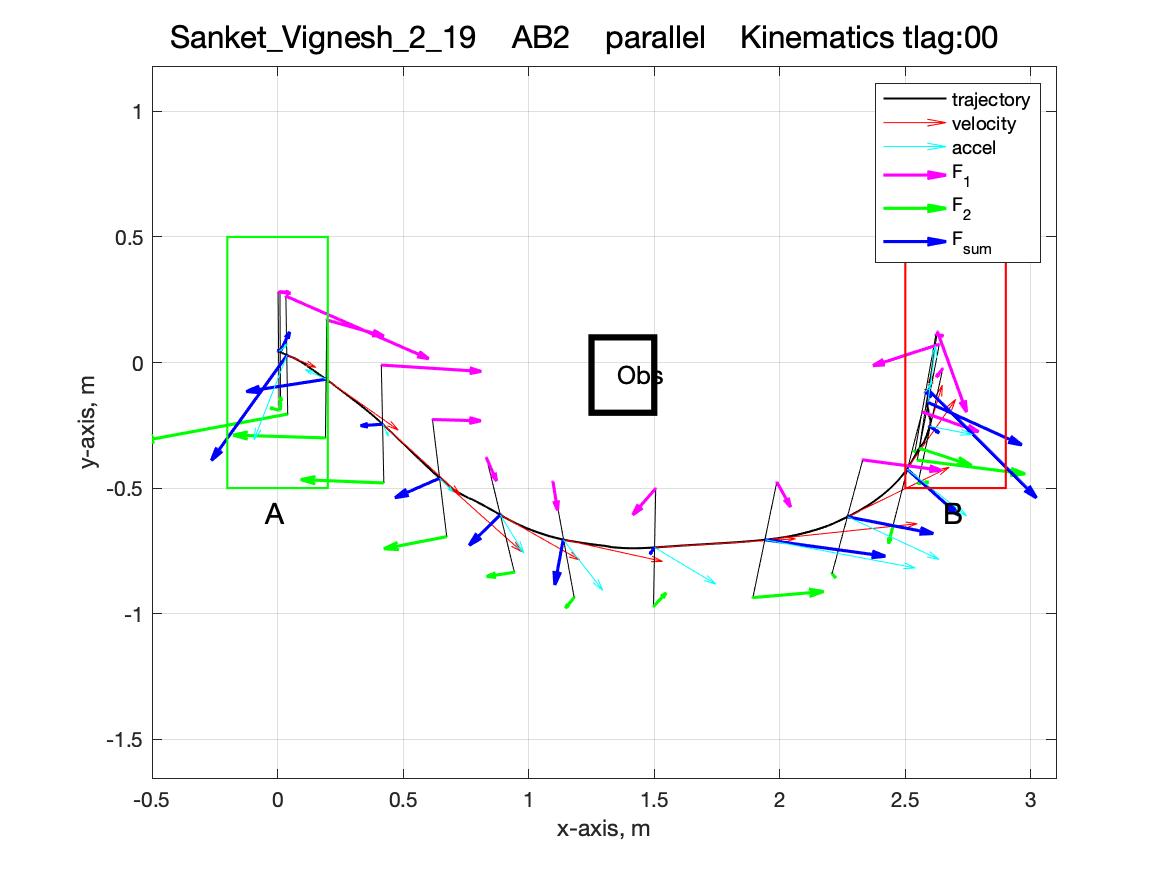 Sanket_Vignesh_2_19 AB2 parallel Kinematics tlag:00
trajectory
velocity
accel
F1
F2
Fsum
1
0.5
0
-0.5
-1
-1.5
y-axis, m
Obs
A
B
-0.5 0 0.5 1 1.5 2 2.5 3
x-axis, m